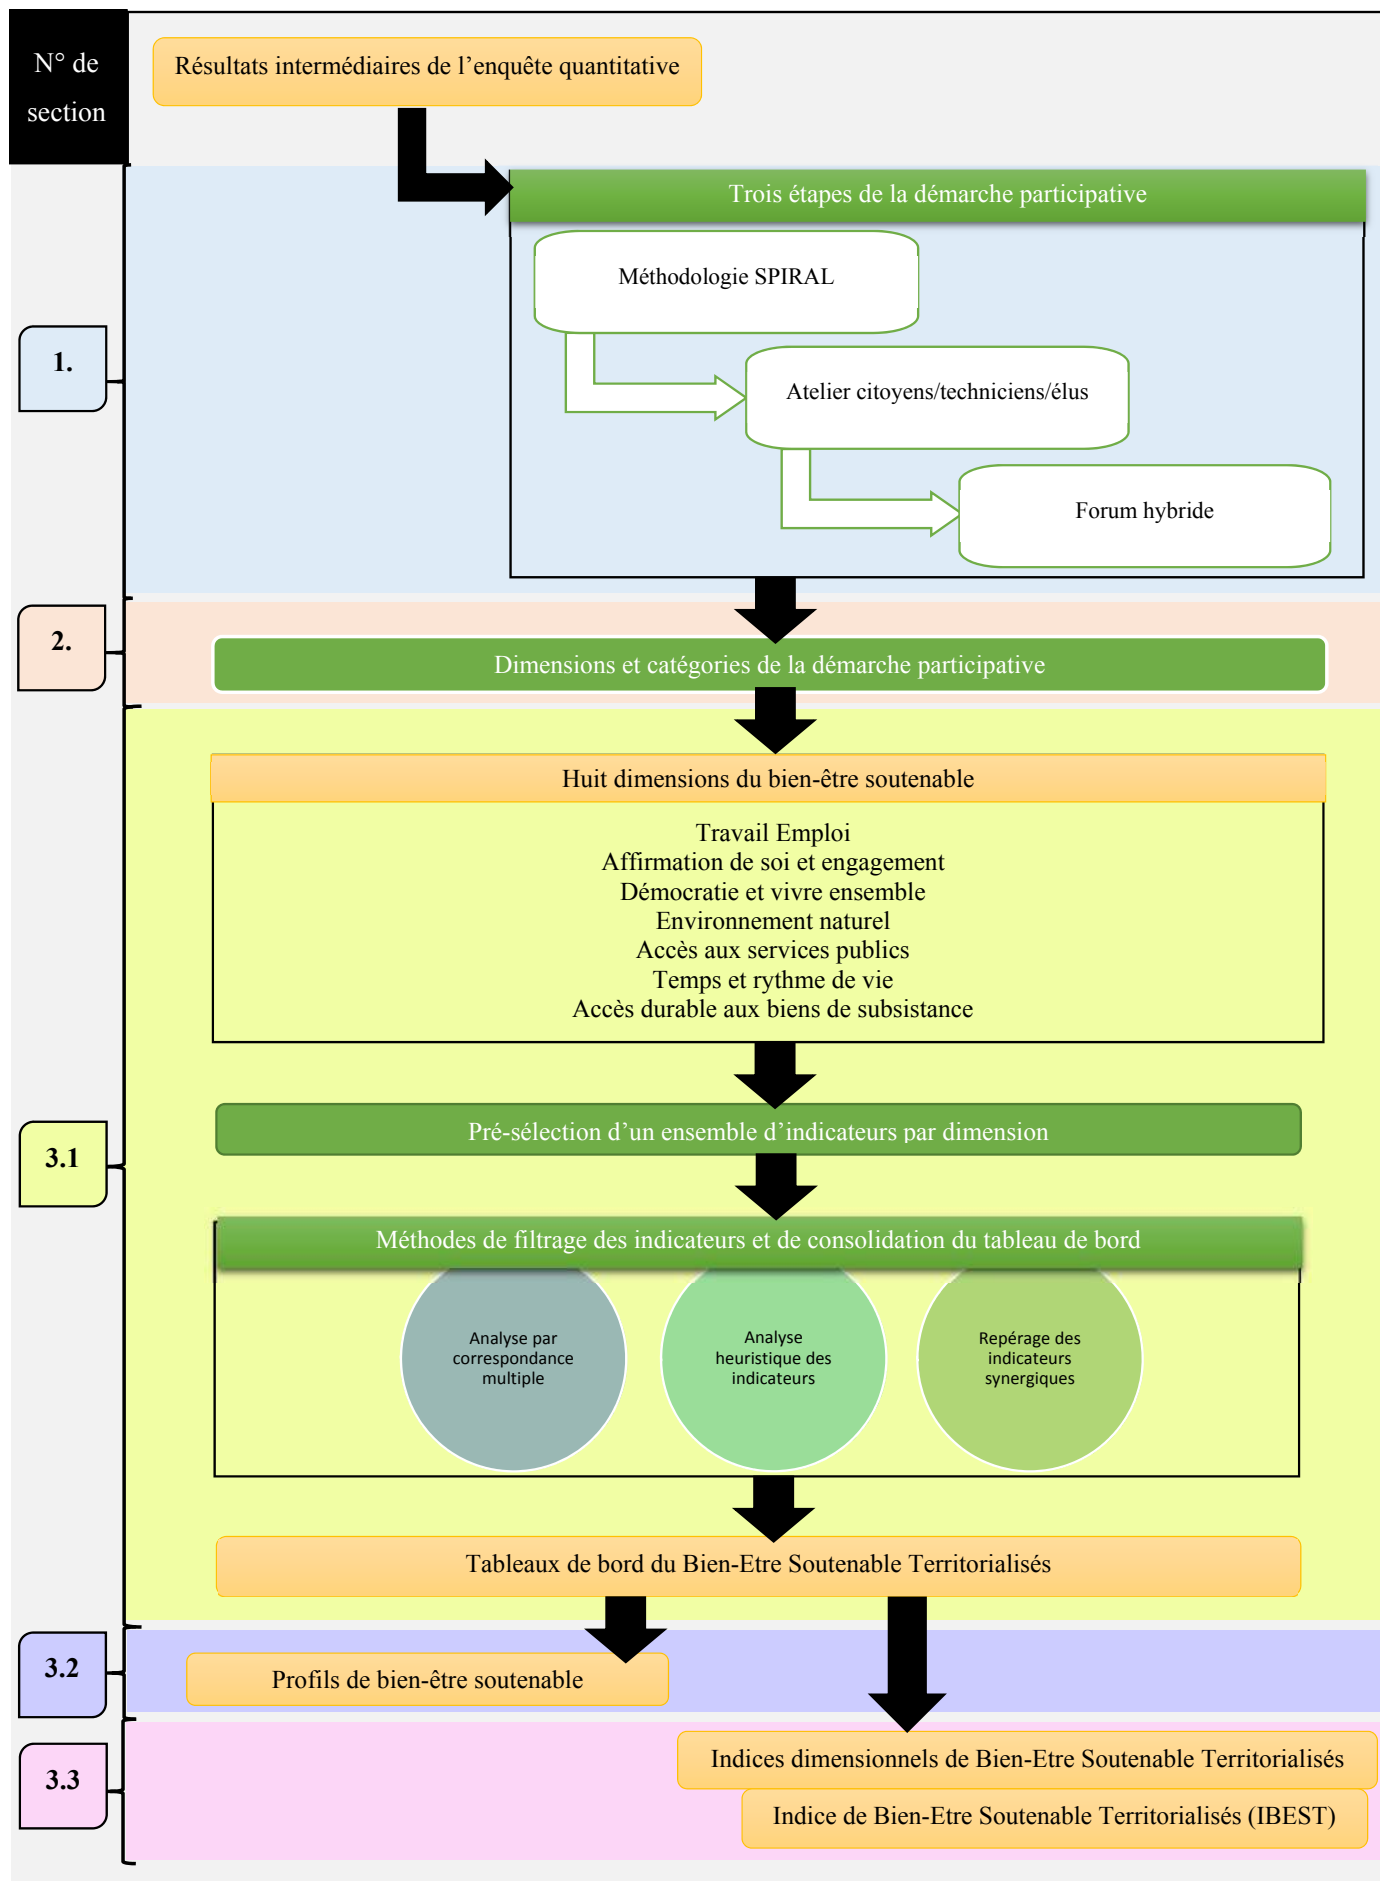 N° de
section
Résultats intermédiaires de l’enquête quantitative
Trois étapes de la démarche participative
Méthodologie SPIRAL
1.
Atelier citoyens/techniciens/élus
Forum hybride
2.
Dimensions et catégories de la démarche participative
Huit dimensions du bien-être soutenable
Travail Emploi
Affirmation de soi et engagement
Démocratie et vivre ensemble
Environnement naturel
Accès aux services publics
Temps et rythme de vie
Accès durable aux biens de subsistance
3.1
Pré-sélection d’un ensemble d’indicateurs par dimension
Méthodes de filtrage des indicateurs et de consolidation du tableau de bord
Analyse par
correspondance
multiple
Analyse
heuristique des
indicateurs
Repérage des
indicateurs
synergiques
Tableaux de bord du Bien-Etre Soutenable Territorialisés
3.2
Profils de bien-être soutenable
3.3
Indices dimensionnels de Bien-Etre Soutenable Territorialisés
Indice de Bien-Etre Soutenable Territorialisés (IBEST)